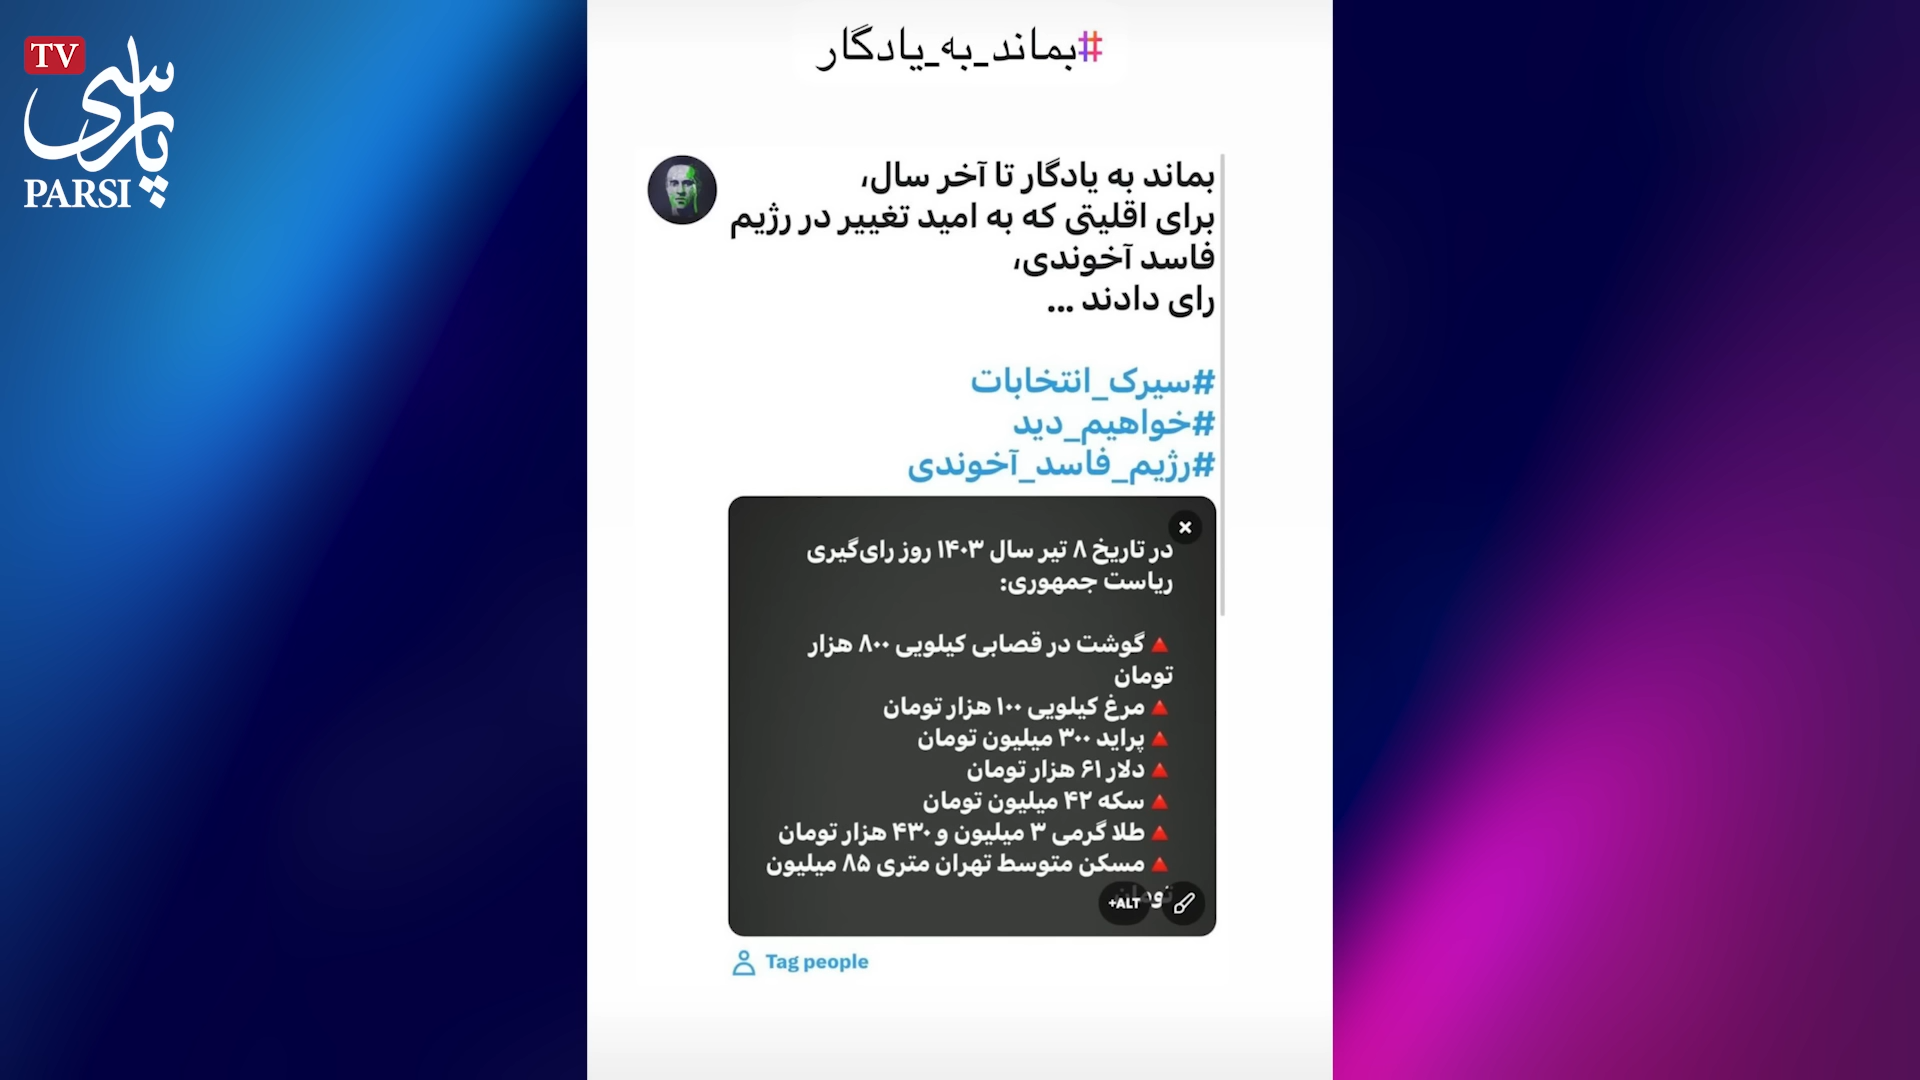 TV
پارسی
PARSI
#بماند_به_یادگار
بماند به یادگار تا آخر سال،
برای اقلیتی که به امید تغییر در رژیم
فاسد آخوندی،
رای دادند ...
#سیرک_انتخابات
#خواهیم_دید
#رژیم_فاسد_آخوندی
در تاریخ ۸ تیر سال ۱۴۰۳ روز رای‌گیری
ریاست جمهوری:
🔺گوشت در قصابی کیلویی ۸۰۰ هزار
تومان
🔺مرغ کیلویی ۱۰۰ هزار تومان
🔺پراید ۳۰۰ میلیون تومان
🔺دلار ۶۱ هزار تومان
🔺سکه ۴۲ میلیون تومان
🔺طلا گرمی ۳ میلیون و ۴۳۰ هزار تومان
🔺مسکن متوسط تهران متری ۸۵ میلیون
تومان
+ALT
Tag people